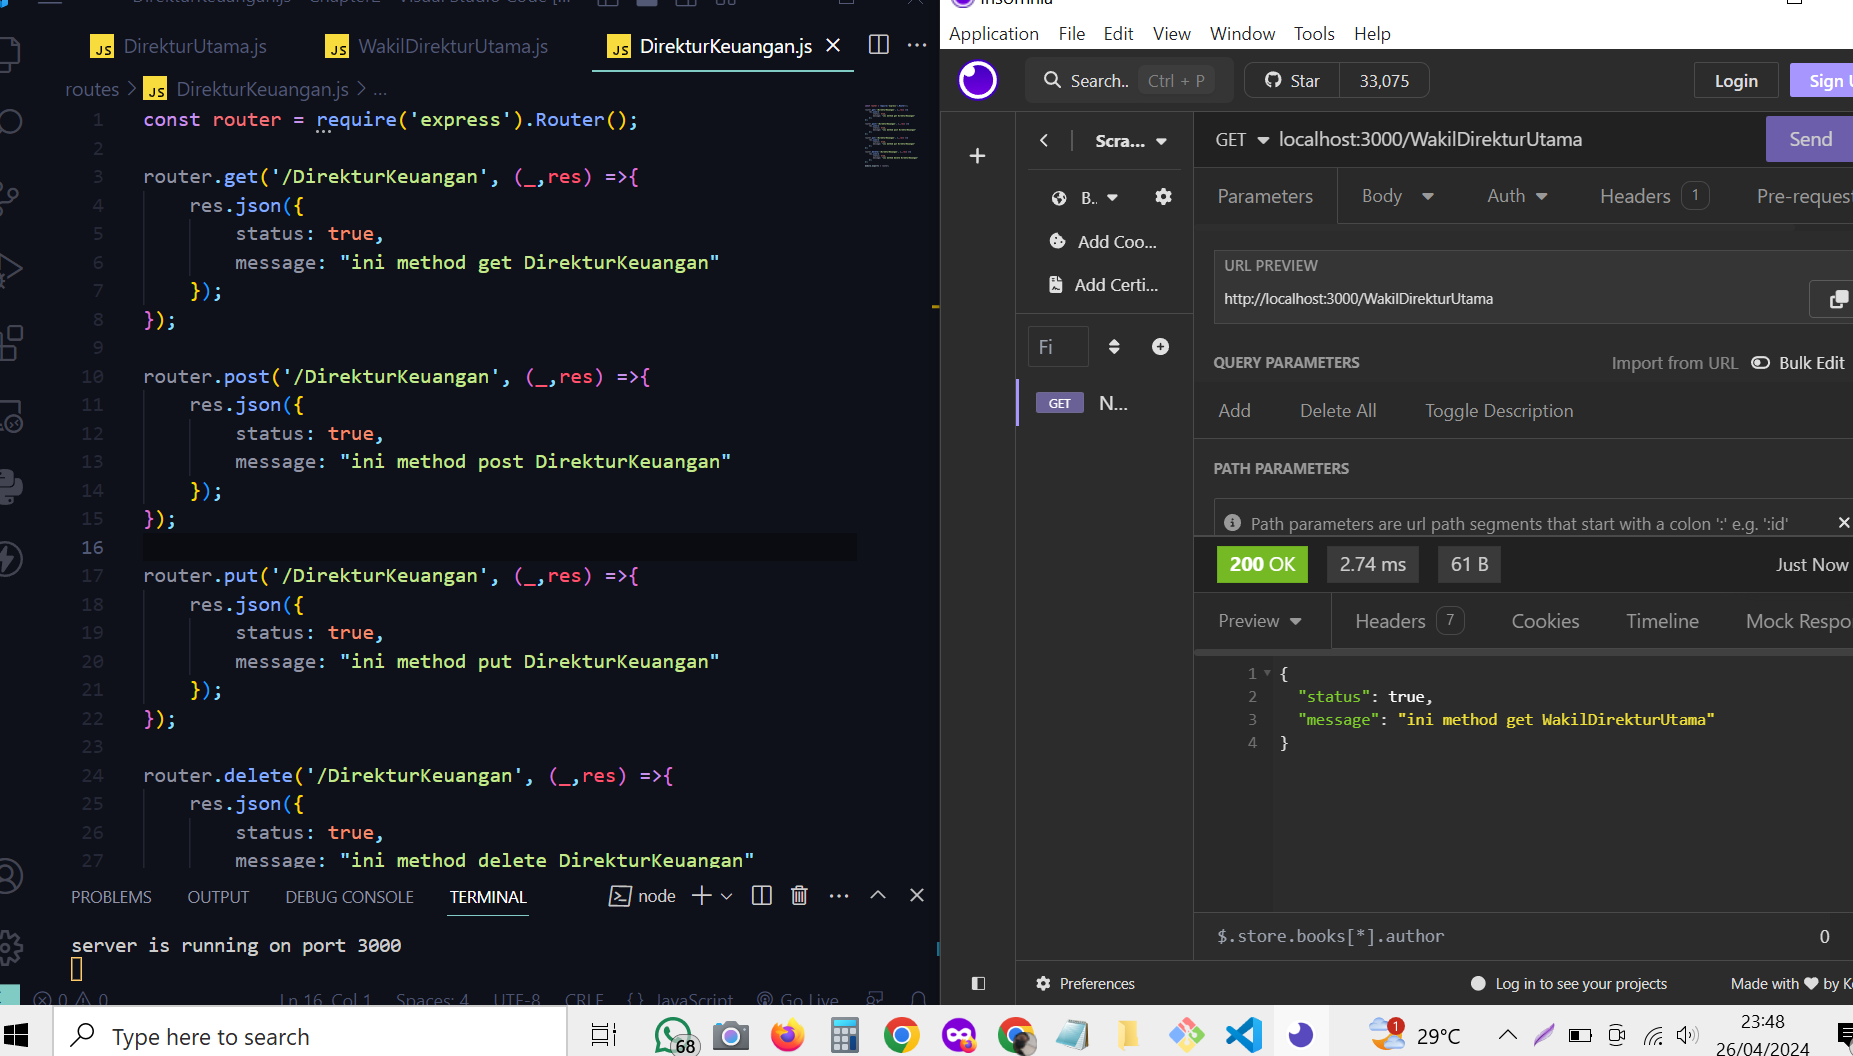 DirekturUtama.js
WakilDirekturUtama.js
DirekturKeuangan.js
routes > DirekturKeuangan.js > ...
1 const router = require('express').Router();
2
3 router.get('/DirekturKeuangan', (_,res) =>{
4 res.json({
5 status: true,
6 message: "ini method get DirekturKeuangan"
7 });
8 });
9
10 router.post('/DirekturKeuangan', (_,res) =>{
11 res.json({
12 status: true,
13 message: "ini method post DirekturKeuangan"
14 });
15 });
16
17 router.put('/DirekturKeuangan', (_,res) =>{
18 res.json({
19 status: true,
20 message: "ini method put DirekturKeuangan"
21 });
22 });
23
24 router.delete('/DirekturKeuangan', (_,res) =>{
25 res.json({
26 status: true,
27 message: "ini method delete DirekturKeuangan"
PROBLEMS OUTPUT DEBUG CONSOLE TERMINAL node
server is running on port 3000
Ln 16, Col 1 Spaces: 4 UTF-8 CRLF {} JavaScript Go Live
Insomnia
Application File Edit View Window Tools Help
Search.. Ctrl + P Star 33,075 Login Sign
Scra...
B..
Add Coo...
Add Certi...
Fi
GET N...
GET localhost:3000/WakilDirekturUtama Send
Parameters Body Auth Headers 1 Pre-request
URL PREVIEW
http://localhost:3000/WakilDirekturUtama
QUERY PARAMETERS Import from URL Bulk Edit
Add Delete All Toggle Description
PATH PARAMETERS
Path parameters are url path segments that start with a colon ':' e.g. ':id'
200 OK 2.74 ms 61 B Just Now
Preview Headers 7 Cookies Timeline Mock Respo
1 {
2 "status": true,
3 "message": "ini method get WakilDirekturUtama"
4 }
$.store.books[*].author 0
Preferences Log in to see your projects Made with ♥ by K
Type here to search 68 1 29°C 23:48
26/04/2024